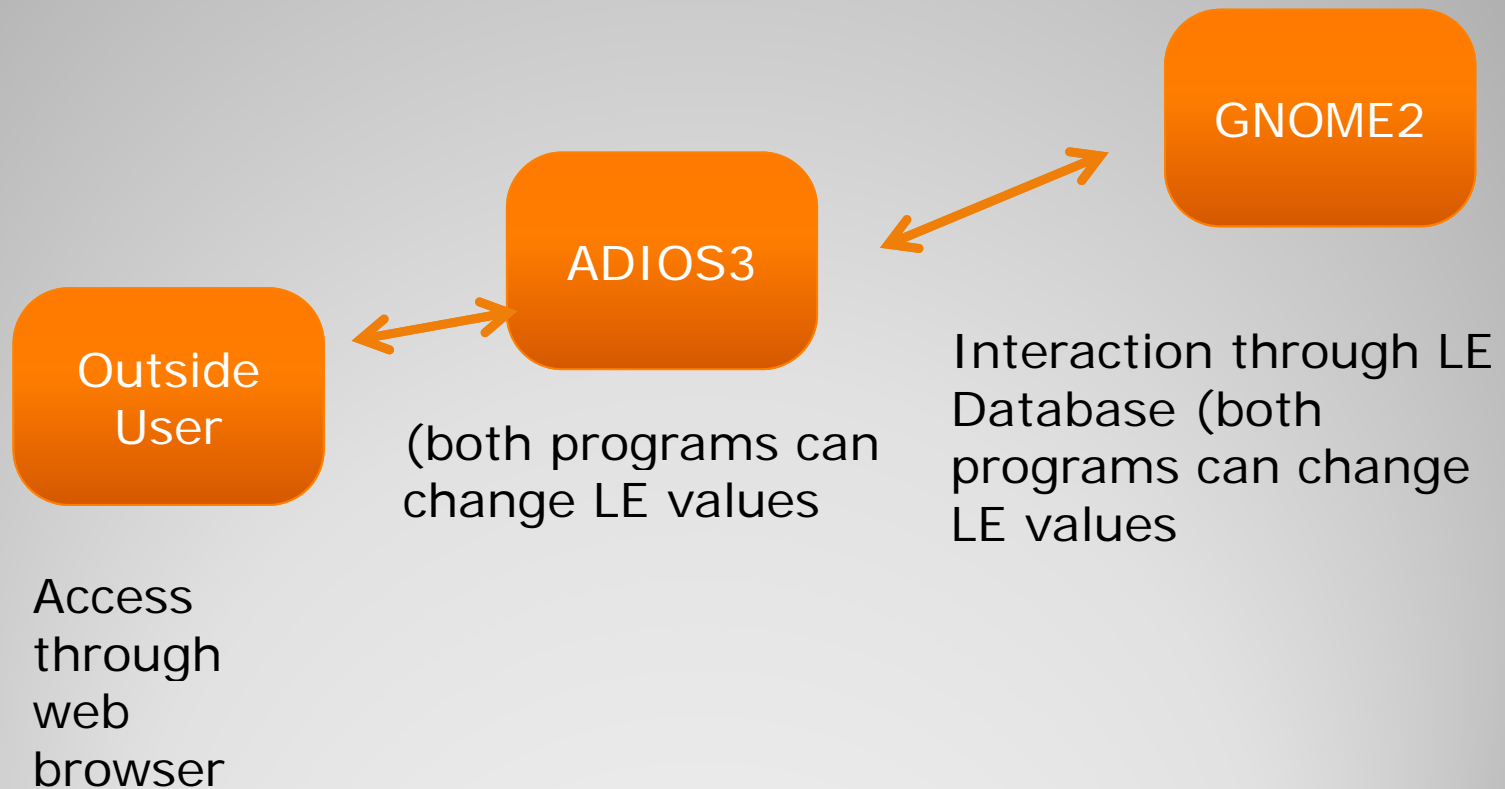 GNOME2
ADIOS3
Outside
User
(both programs can
change LE values
Interaction through LE
Database (both
programs can change
LE values
Access
through
web
browser